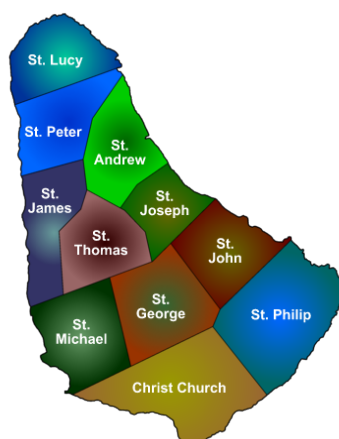 St. Lucy
St. Peter
St.
Andrew
St.
James
St.
Joseph
St.
Thomas
St.
John
St.
George
St. Philip
St.
Michael
Christ Church